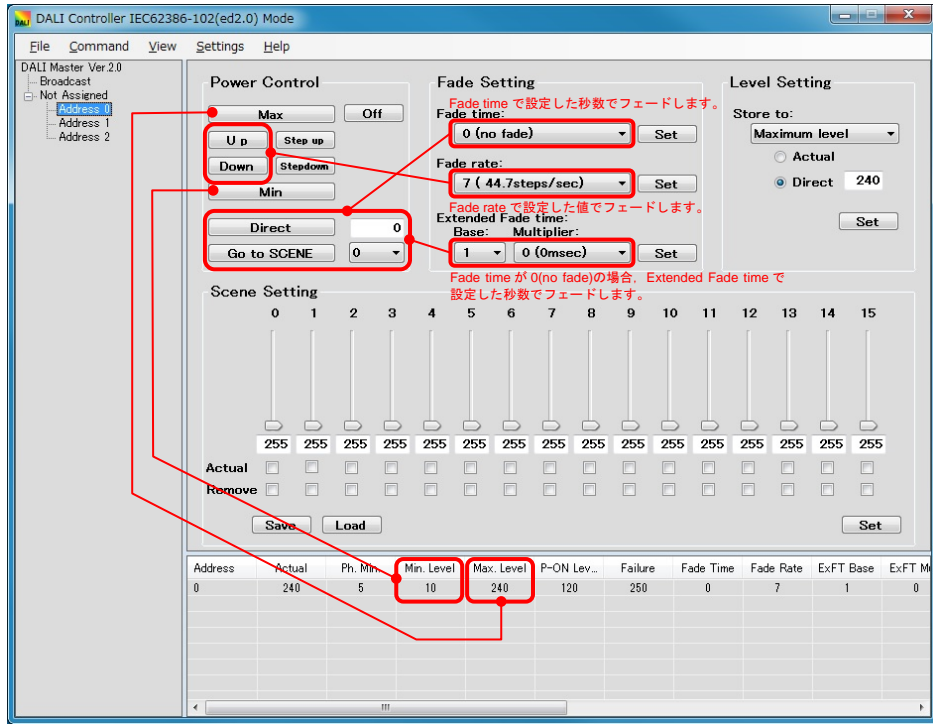 DALI Controller IEC62386-102(ed2.0) Mode
File Command View Settings Help
DALI Master Ver.2.0
Broadcast
Not Assigned
Address 0
Address 1
Address 2
Power Control
Max Off
Up Step up
Down Stepdown
Min
Direct 0
Go to SCENE 0
Fade Setting
Fade time で設定した秒数でフェードします。
Fade time:
0 (no fade) Set
Fade rate:
7 ( 44.7steps/sec) Set
Fade rate で設定した値でフェードします。
Extended Fade time:
Base: Multiplier:
1 0 (0msec) Set
Fade time が 0(no fade)の場合，Extended Fade time で
設定した秒数でフェードします。
Level Setting
Store to:
Maximum level
Actual
Direct 240
Set
Scene Setting
0 1 2 3 4 5 6 7 8 9 10 11 12 13 14 15
255 255 255 255 255 255 255 255 255 255 255 255 255 255 255 255
Actual
Remove
Save Load Set
Address Actual Ph. Min. Min. Level Max. Level P-ON Lev... Failure Fade Time Fade Rate ExFT Base ExFT M
0 240 5 10 240 120 250 0 7 1 0